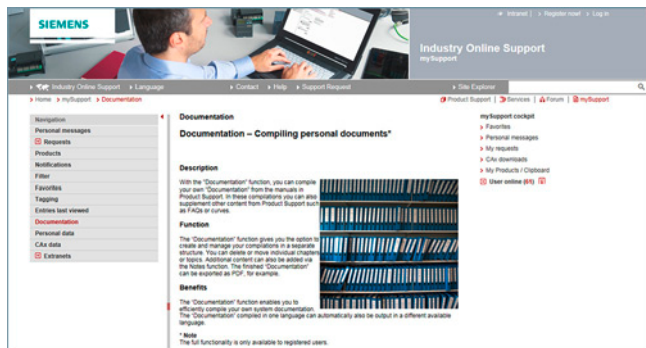 Intranet | Register now! | Log in
SIEMENS
Industry Online Support
mySupport
Industry Online Support Language Contact Help Support Request Site Explorer
Home mySupport Documentation Product Support | Services | Forum | mySupport
Navigation
Personal messages
Requests
Products
Notifications
Filter
Favorites
Tagging
Entries last viewed
Documentation
Personal data
CAx data
Extranets
Documentation
Documentation – Compiling personal documents*
Description
With the "Documentation" function, you can compile
your own "Documentation" from the manuals in
Product Support. In these compilations you can also
supplement other content from Product Support such
as FAQs or curves.
Function
The "Documentation" function gives you the option to
create and manage your compilations in a separate
structure. You can delete or move individual chapters
or topics. Additional content can also be added via
the Notes function. The finished "Documentation"
can be exported as PDF, for example.
Benefits
The "Documentation" function enables you to
efficiently compile your own system documentation.
The "Documentation" compiled in one language can automatically also be output in a different available
language.
* Note
The full functionality is only available to registered users.
mySupport cockpit
Favorites
Personal messages
My requests
CAx downloads
My Products / Clipboard